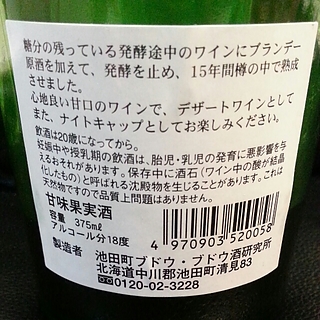 糖分の残っている発酵途中のワインにブランデー
原酒を加えて、発酵を止め、15年間樽の中で熟成
させました。
心地良い甘口のワインで、デザートワインとして
また、ナイトキャップとしてお楽しみください。
飲酒は20歳になってから。
妊娠中や授乳期の飲酒は、胎児・乳児の発育に悪影響を与
えるおそれがあります。保存中に酒石(ワイン中の酸が結晶
化したもの)と呼ばれる沈殿物を生じることがあります。これは
天然物ですので品質上問題はありません。
甘味果実酒
容量 375mℓ
アルコール分18度
4 970903 520058
製造者 池田町ブドウ・ブドウ酒研究所
北海道中川郡池田町清見83
☎0120-02-3228